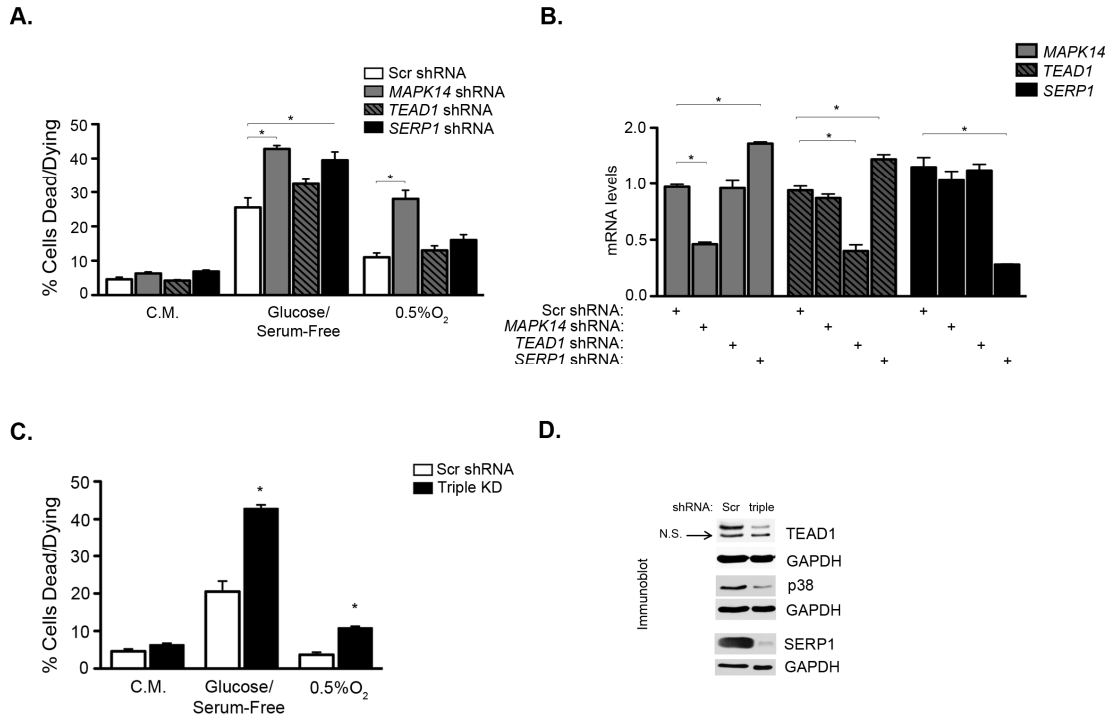 A.
Scr shRNA
MAPK14 shRNA
TEAD1 shRNA
SERP1 shRNA
% Cells Dead/Dying
50
40
30
20
10
0
*
*
*
C.M.
Glucose/
Serum-Free
0.5%O2
B.
MAPK14
TEAD1
SERP1
mRNA levels
2.0
1.0
0.5
0.0
*
*
*
*
*
Scr shRNA: + + +
MAPK14 shRNA: + + +
TEAD1 shRNA: + + +
SERP1 shRNA: + + +
C.
Scr shRNA
Triple KD
% Cells Dead/Dying
50
40
30
20
10
0
*
*
C.M.
Glucose/
Serum-Free
0.5%O2
D.
shRNA: Scr triple
N.S.
TEAD1
GAPDH
p38
GAPDH
SERP1
GAPDH
Immunoblot